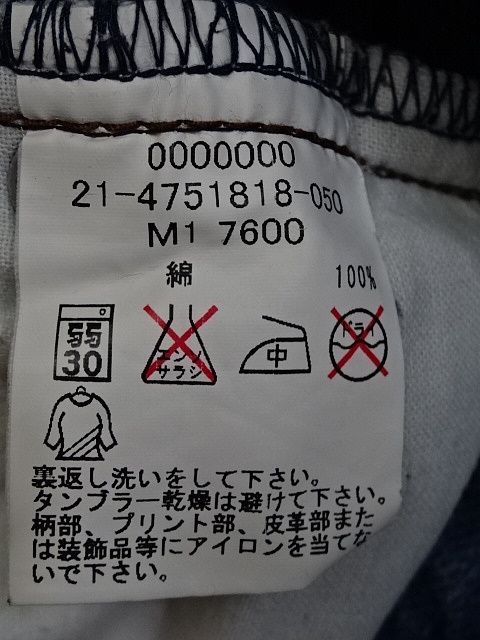 0000000
21-4751818-050
M1 7600
綿 100%
弱 30
エンソ サラシ
中
ドライ
裏返し洗いをして下さい。
タンブラー乾燥は避けて下さい。
柄部、プリント部、皮革部また
は装飾品等にアイロンを当てな
いで下さい。